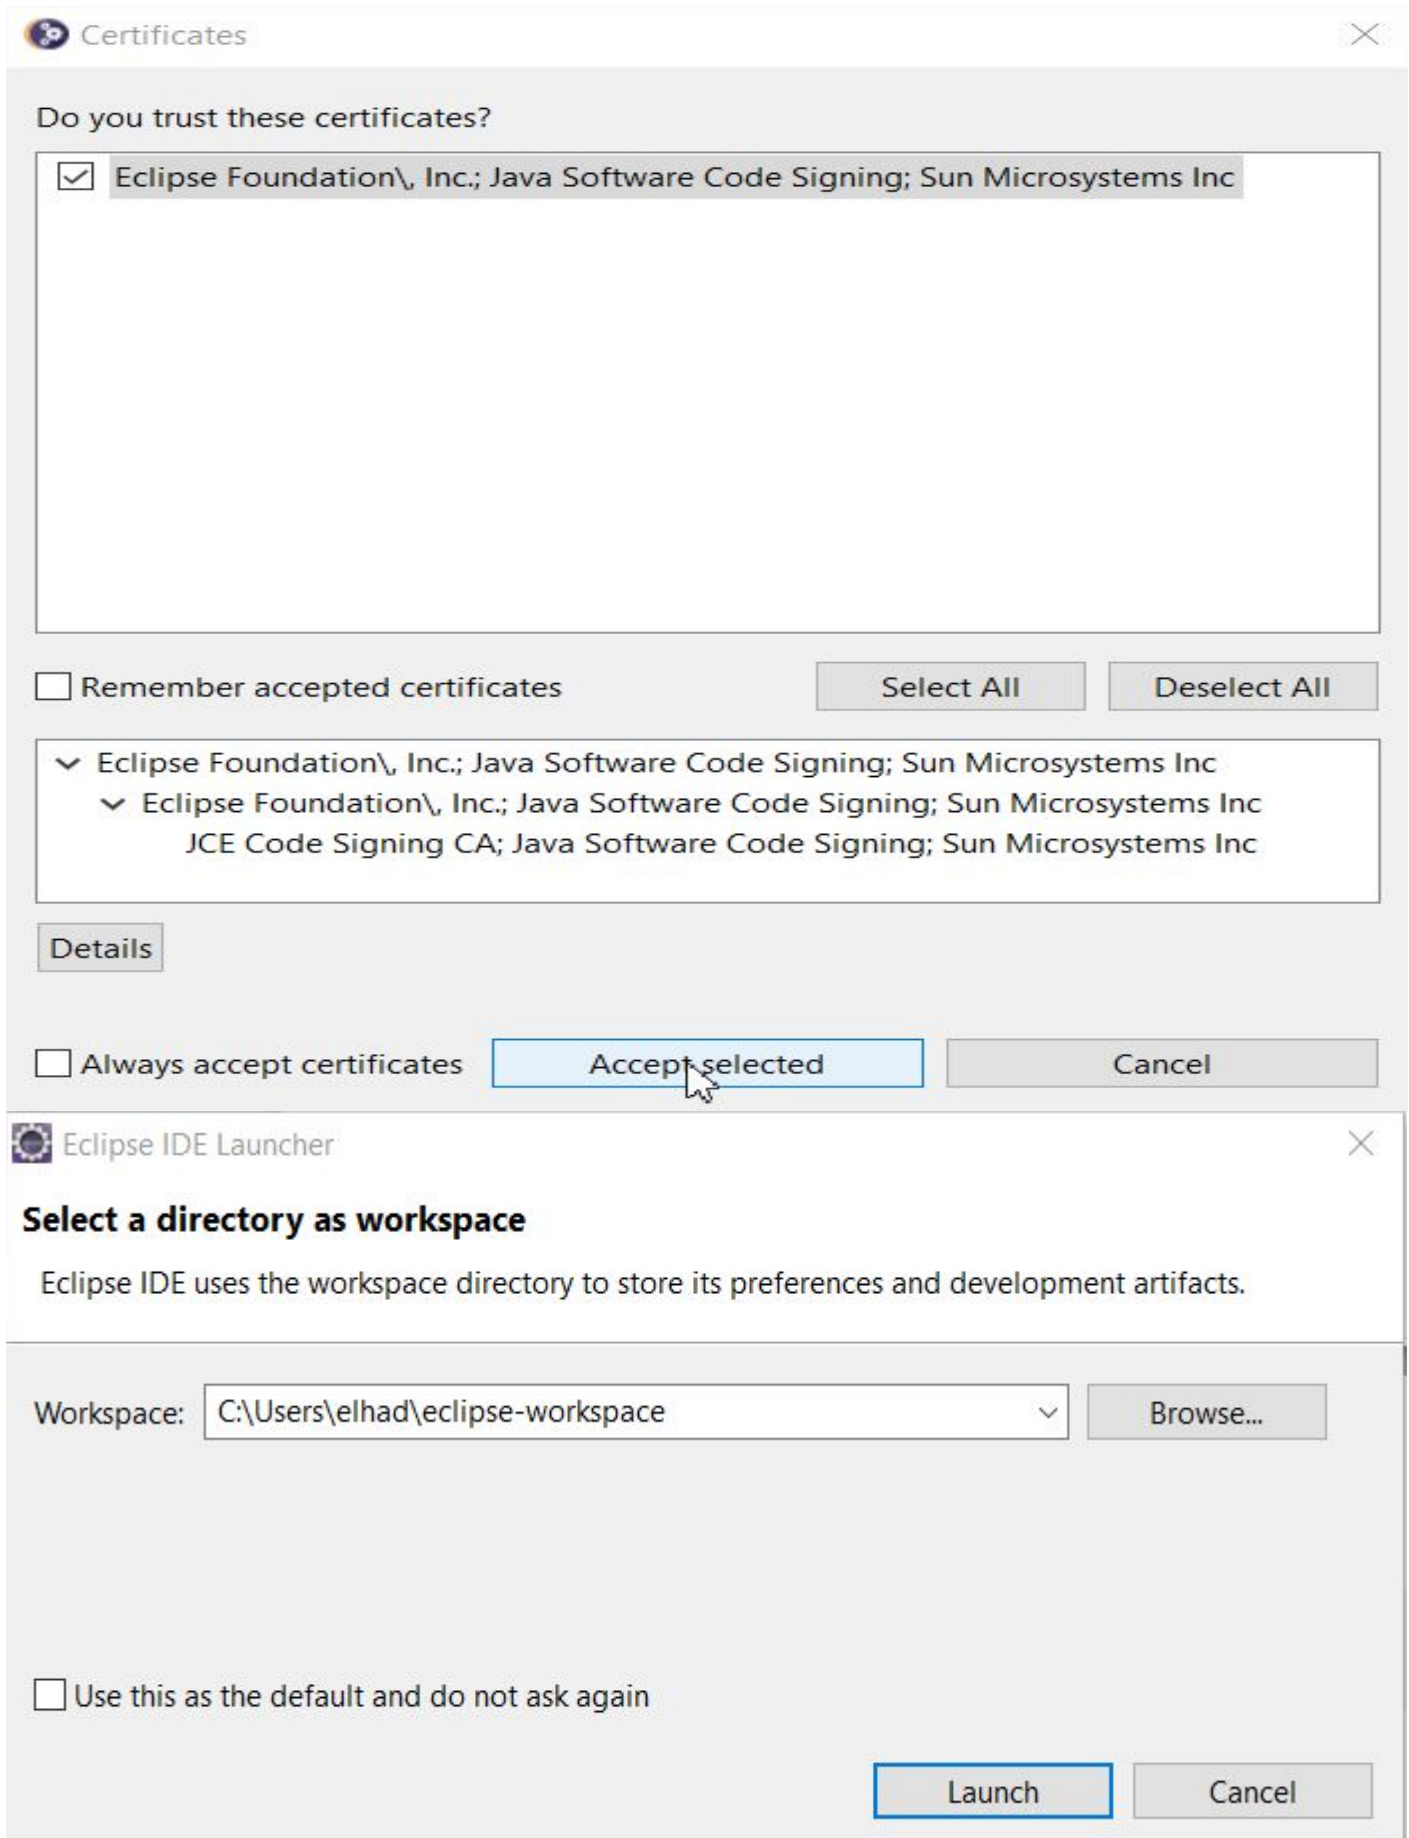 Certificates
Do you trust these certificates?
Eclipse Foundation\, Inc.; Java Software Code Signing; Sun Microsystems Inc
Remember accepted certificates
Select All
Deselect All
Eclipse Foundation\, Inc.; Java Software Code Signing; Sun Microsystems Inc
Eclipse Foundation\, Inc.; Java Software Code Signing; Sun Microsystems Inc
JCE Code Signing CA; Java Software Code Signing; Sun Microsystems Inc
Details
Always accept certificates
Accept selected
Cancel
Eclipse IDE Launcher
Select a directory as workspace
Eclipse IDE uses the workspace directory to store its preferences and development artifacts.
Workspace:
C:\Users\elhad\eclipse-workspace
Browse...
Use this as the default and do not ask again
Launch
Cancel